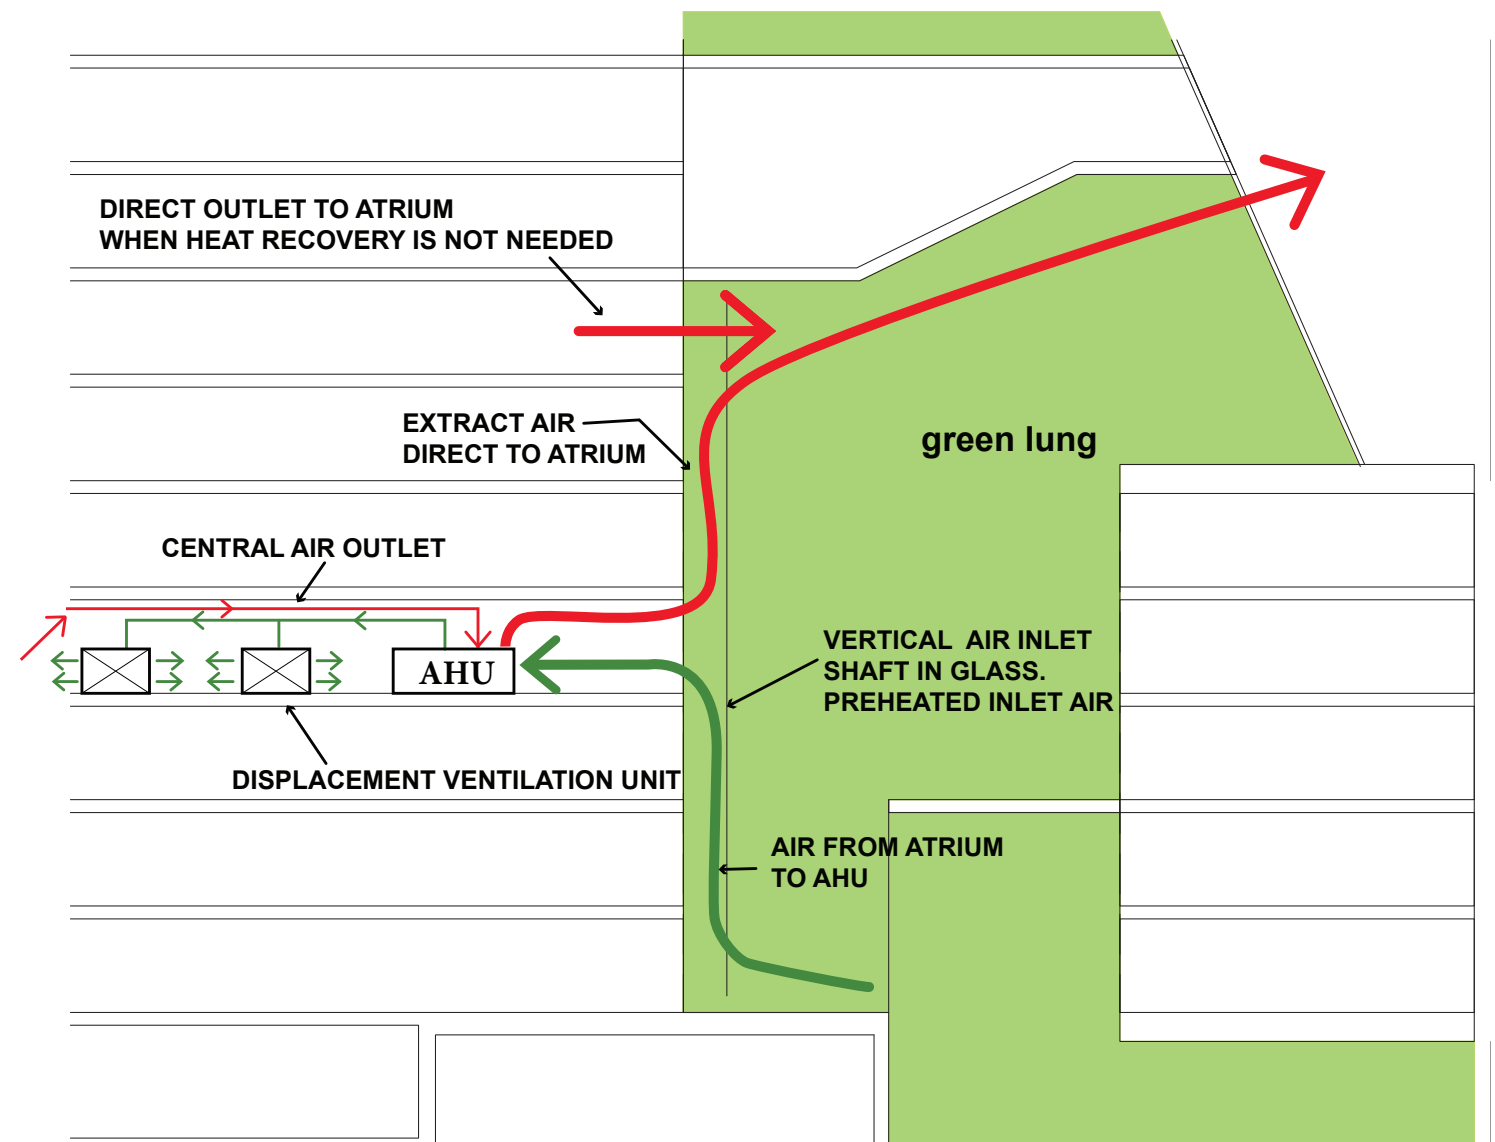 DIRECT OUTLET TO ATRIUM
WHEN HEAT RECOVERY IS NOT NEEDED
EXTRACT AIR
DIRECT TO ATRIUM
green lung
CENTRAL AIR OUTLET
AHU
VERTICAL AIR INLET
SHAFT IN GLASS.
PREHEATED INLET AIR
DISPLACEMENT VENTILATION UNIT
AIR FROM ATRIUM
TO AHU